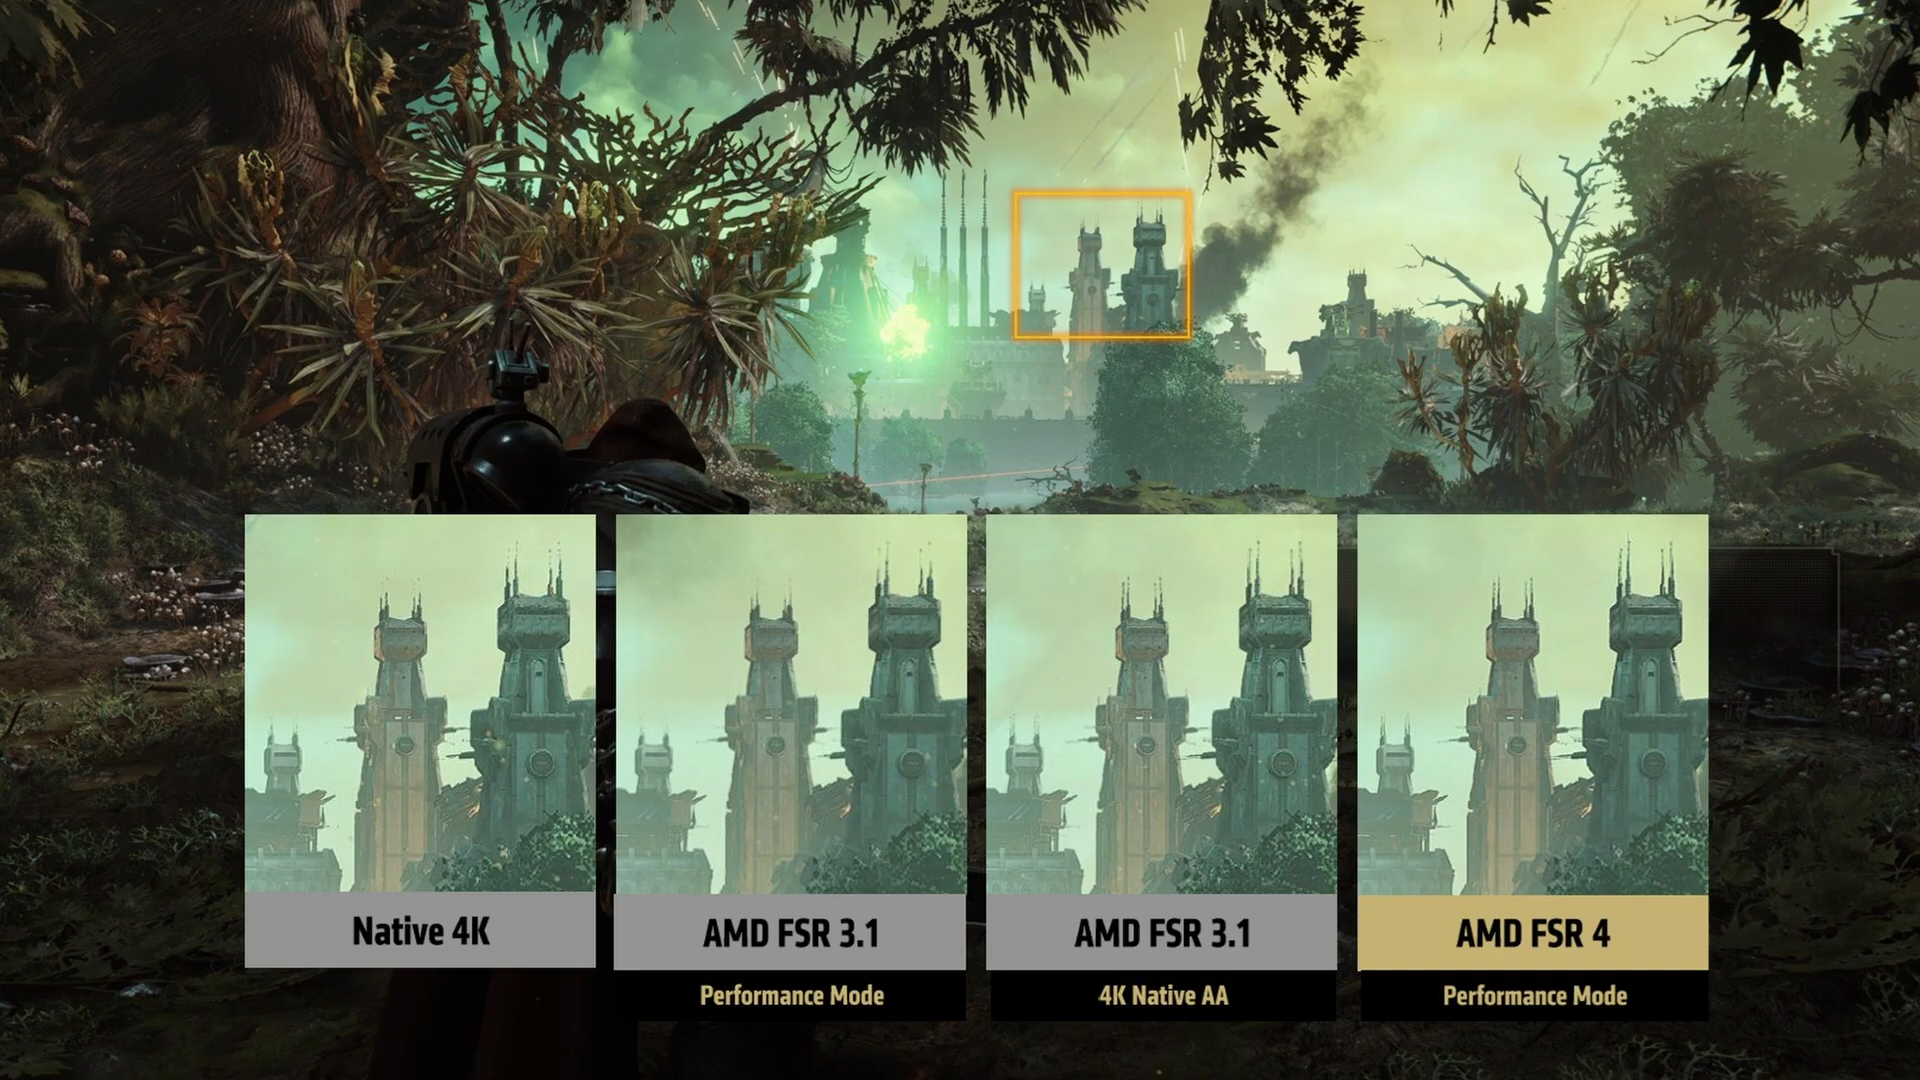 Native 4K
AMD FSR 3.1
Performance Mode
AMD FSR 3.1
4K Native AA
AMD FSR 4
Performance Mode